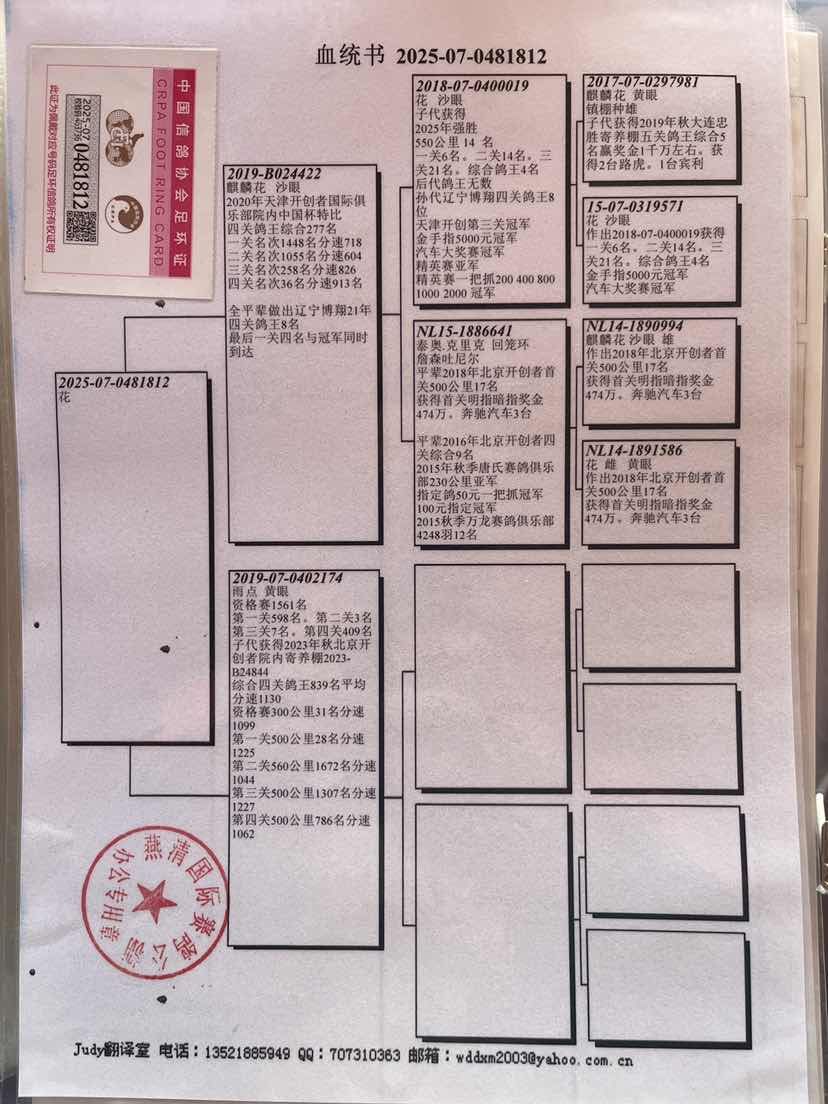 血统书 2025-07-0481812
中国信鸽协会足环证
CRPA FOOT RING CARD
2025-07
0481812
此证为佩戴对应号码足环信鸽所有权证明
CRPA
2025-07-0481812
花
2019-B024422
麒麟花 沙眼
2020年天津开创者国际俱
乐部院内中国杯特比
四关鸽王综合277名
一关名次1448名分速718
二关名次1055名分速604
三关名次258名分速826
四关名次36名分速913名
全平辈做出辽宁博翔21年
四关鸽王8名
最后一关四名与冠军同时
到达
2019-07-0402174
雨点 黄眼
资格赛1561名
第一关598名。第二关3名
第三关7名。第四关409名
子代获得2023年秋北京开
创者院内寄养棚2023-
B24844
综合四关鸽王839名平均
分速1130
资格赛300公里31名分速
1099
第一关500公里28名分速
1225
第二关560公里1672名分速
1044
第三关500公里1307名分速
1227
第四关500公里786名分速
1062
2018-07-0400019
花 沙眼
子代获得
2025年强胜
550公里 14 名
一关6名。二关14名。三
关21名。综合鸽王4名
后代鸽王无数
孙代辽宁博翔四关鸽王8
位
天津开创第三关冠军
金手指5000元冠军
汽车大奖赛冠军
精英赛亚军
精英赛一把抓200 400 800
1000 2000 冠军
NL15-1886641
泰奥.克里克 回笼环
詹森吐尼尔
平辈2018年北京开创者首
关500公里17名
获得首关明指暗指奖金
474万。奔驰汽车3台
平辈2016年北京开创者四
关综合9名
2015年秋季唐氏赛鸽俱乐
部230公里亚军
指定鸽50元一把抓冠军
100元指定冠军
2015秋季万龙赛鸽俱乐部
4248羽12名
2017-07-0297981
麒麟花 黄眼
镇棚种雄
子代获得2019年秋大连忠
胜寄养棚五关鸽王综合5
名赢奖金1千万左右。获
得2台路虎。1台宾利
15-07-0319571
花 沙眼
作出2018-07-0400019获得
一关6名。二关14名。三
关21名。综合鸽王4名
金手指5000元冠军
汽车大奖赛冠军
NL14-1890994
麒麟花 沙眼 雄
作出2018年北京开创者首
关500公里17名
获得首关明指暗指奖金
474万。奔驰汽车3台
NL14-1891586
花 雌 黄眼
作出2018年北京开创者首
关500公里17名
获得首关明指暗指奖金
474万。奔驰汽车3台
燕清国际赛鸽公棚
办公专用章
Judy翻译室 电话：13521885949 QQ：707310363 邮箱：wddxm2003@yahoo.com.cn